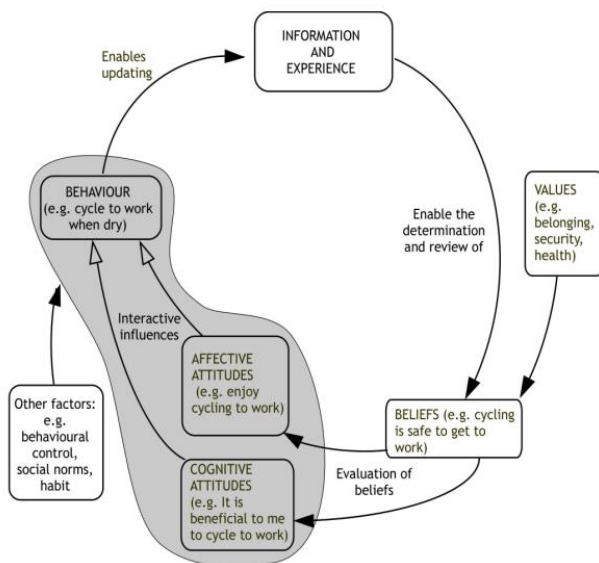 INFORMATION
AND
EXPERIENCE
Enables
updating
BEHAVIOUR
(e.g. cycle to work
when dry)
VALUES
(e.g.
belonging,
security,
health)
Enable the
determination
and review of
Interactive
influences
AFFECTIVE
ATTITUDES
(e.g. enjoy
cycling to work)
Other factors:
e.g.
behavioural
control,
social norms,
habit
BELIEFS (e.g. cycling
is safe to get to
work)
Evaluation of
beliefs
COGNITIVE
ATTITUDES
(e.g. It is
beneficial to me
to cycle to work)